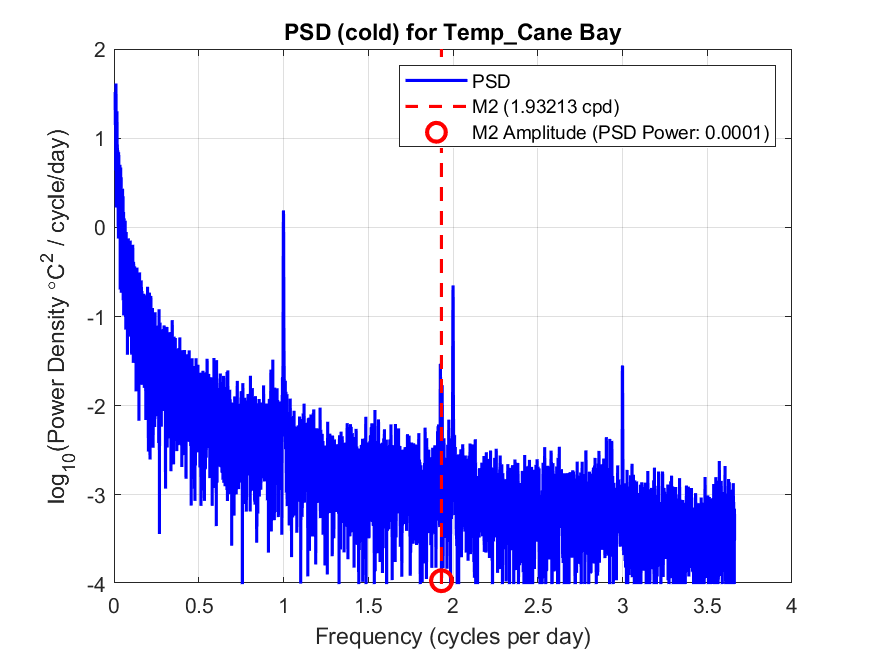 PSD (cold) for Temp_Cane Bay
PSD
M2 (1.93213 cpd)
M2 Amplitude (PSD Power: 0.0001)
log10(Power Density °C2 / cycle/day)
2
1
0
-1
-2
-3
-4
0 0.5 1 1.5 2 2.5 3 3.5 4
Frequency (cycles per day)